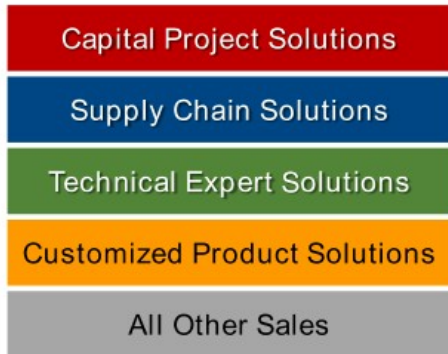 Capital Project Solutions
Supply Chain Solutions
Technical Expert Solutions
Customized Product Solutions
All Other Sales